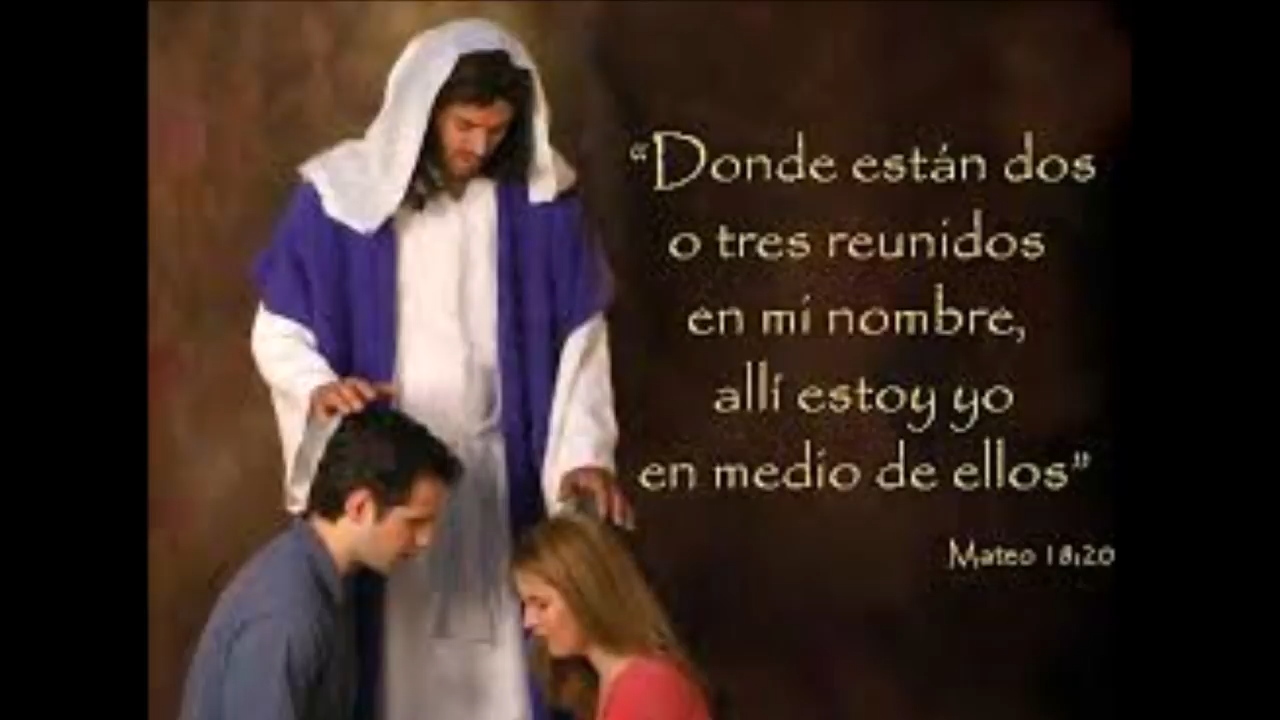 “Donde están dos
o tres reunidos
en mi nombre,
allí estoy yo
en medio de ellos”
Mateo 18:20